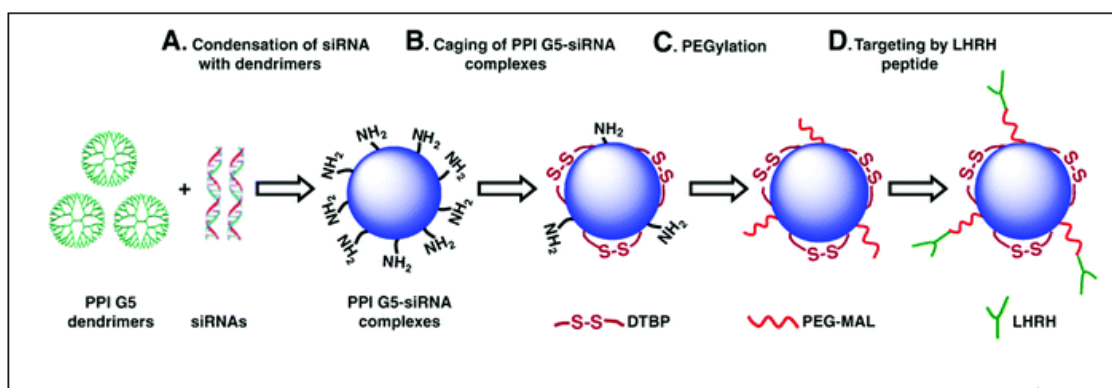 A. Condensation of siRNA
with dendrimers
B. Caging of PPI G5-siRNA
complexes
C. PEGylation
D. Targeting by LHRH
peptide
+
NH₂
NH₂
NH₂
NH₂
NH₂
NH₂
NH₂
NH₂
NH₂
NH₂
S-S
S-S
NH₂
NH₂
S-S
S-S
S-S
S-S
S-S
S-S
S-S
PPI G5
dendrimers
siRNAs
PPI G5-siRNA
complexes
S-S DTBP
PEG-MAL
LHRH